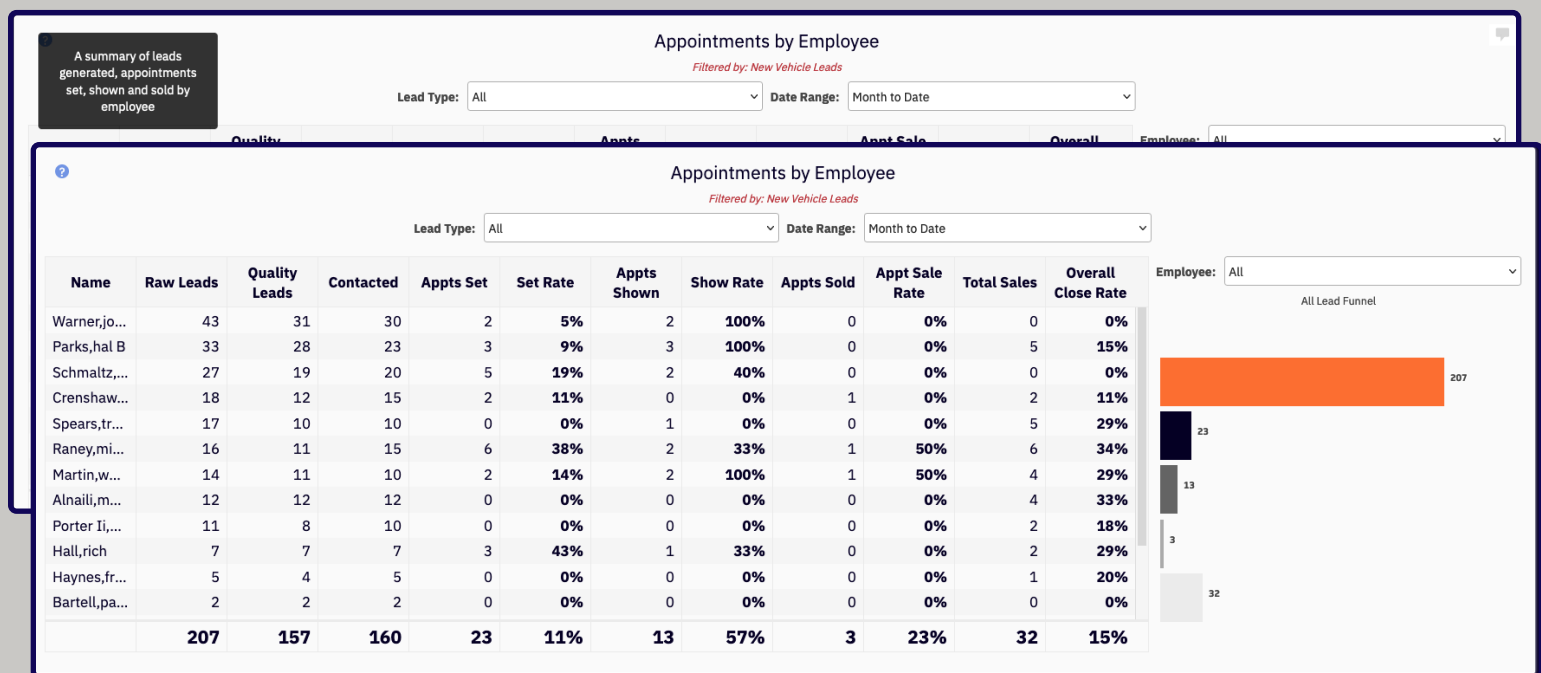 ?
A summary of leads
generated, appointments
set, shown and sold by
employee
Appointments by Employee
Filtered by: New Vehicle Leads
Lead Type: All Date Range: Month to Date
Quality Appts Appt Sale Overall Employee: All
?
Appointments by Employee
Filtered by: New Vehicle Leads
Lead Type: All Date Range: Month to Date
Name Raw Leads Quality Leads Contacted Appts Set Set Rate Appts Shown Show Rate Appts Sold Appt Sale Rate Total Sales Overall Close Rate
Warner,jo... 43 31 30 2 5% 2 100% 0 0% 0 0%
Parks,hal B 33 28 23 3 9% 3 100% 0 0% 5 15%
Schmaltz,... 27 19 20 5 19% 2 40% 0 0% 0 0%
Crenshaw... 18 12 15 2 11% 0 0% 1 0% 2 11%
Spears,tr... 17 10 10 0 0% 1 0% 0 0% 5 29%
Raney,mi... 16 11 15 6 38% 2 33% 1 50% 6 34%
Martin,w... 14 11 10 2 14% 2 100% 1 50% 4 29%
Alnaili,m... 12 12 12 0 0% 0 0% 0 0% 4 33%
Porter Ii,... 11 8 10 0 0% 0 0% 0 0% 2 18%
Hall,rich 7 7 7 3 43% 1 33% 0 0% 2 29%
Haynes,fr... 5 4 5 0 0% 0 0% 0 0% 1 20%
Bartell,pa... 2 2 2 0 0% 0 0% 0 0% 0 0%
207 157 160 23 11% 13 57% 3 23% 32 15%
Employee: All
All Lead Funnel
207
23
13
3
32